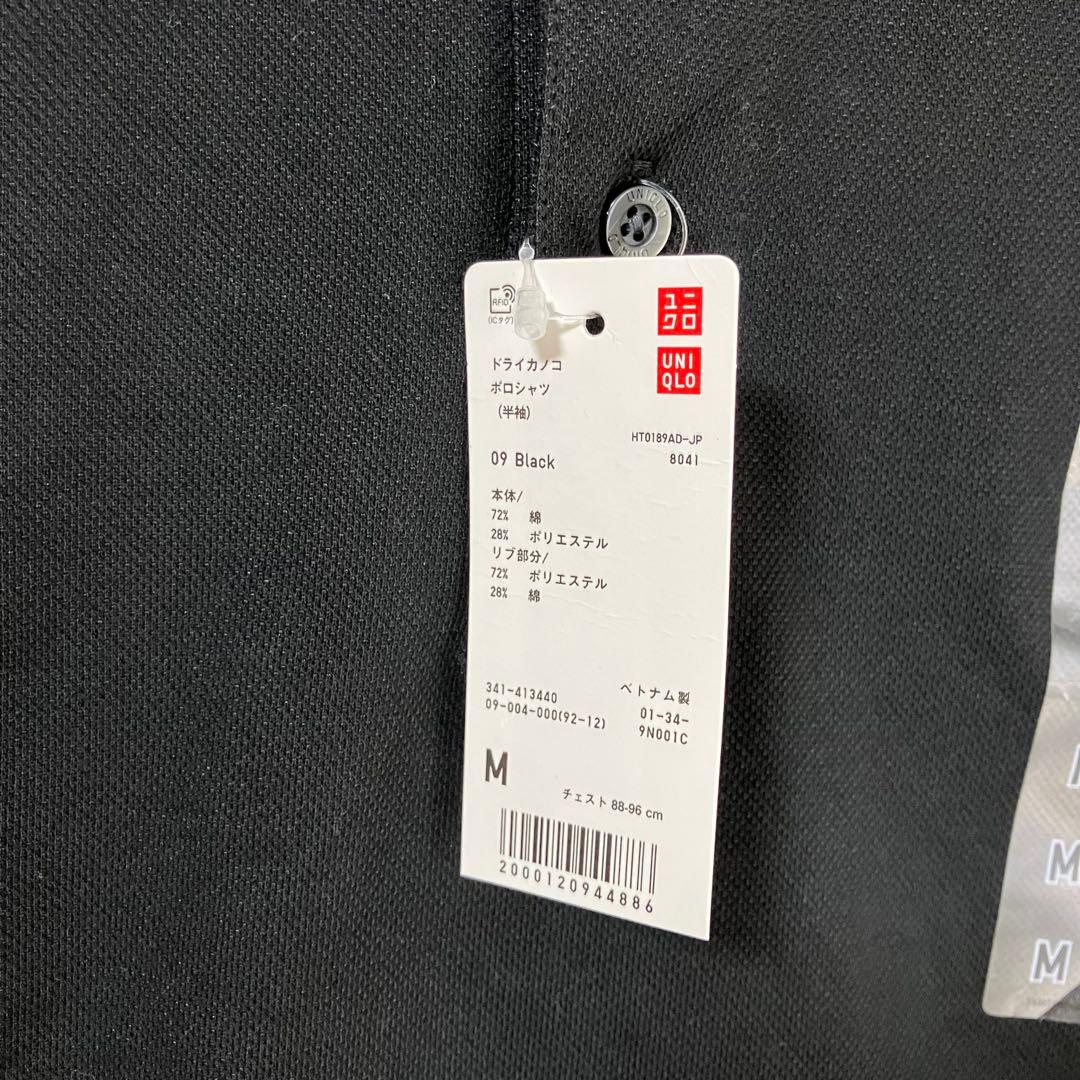 UNIQLO
UNIQLO
RFID
(ICタグ)
ユニ
クロ
UNI
QLO
ドライカノコ
ポロシャツ
(半袖)
HT0189AD-JP
09 Black
8041
本体/
72% 綿
28% ポリエステル
リブ部分/
72% ポリエステル
28% 綿
341-413440
ベトナム製
09-004-000(92-12)
01-34-
9N001C
M
チェスト 88-96 cm
2000120944886
M
M